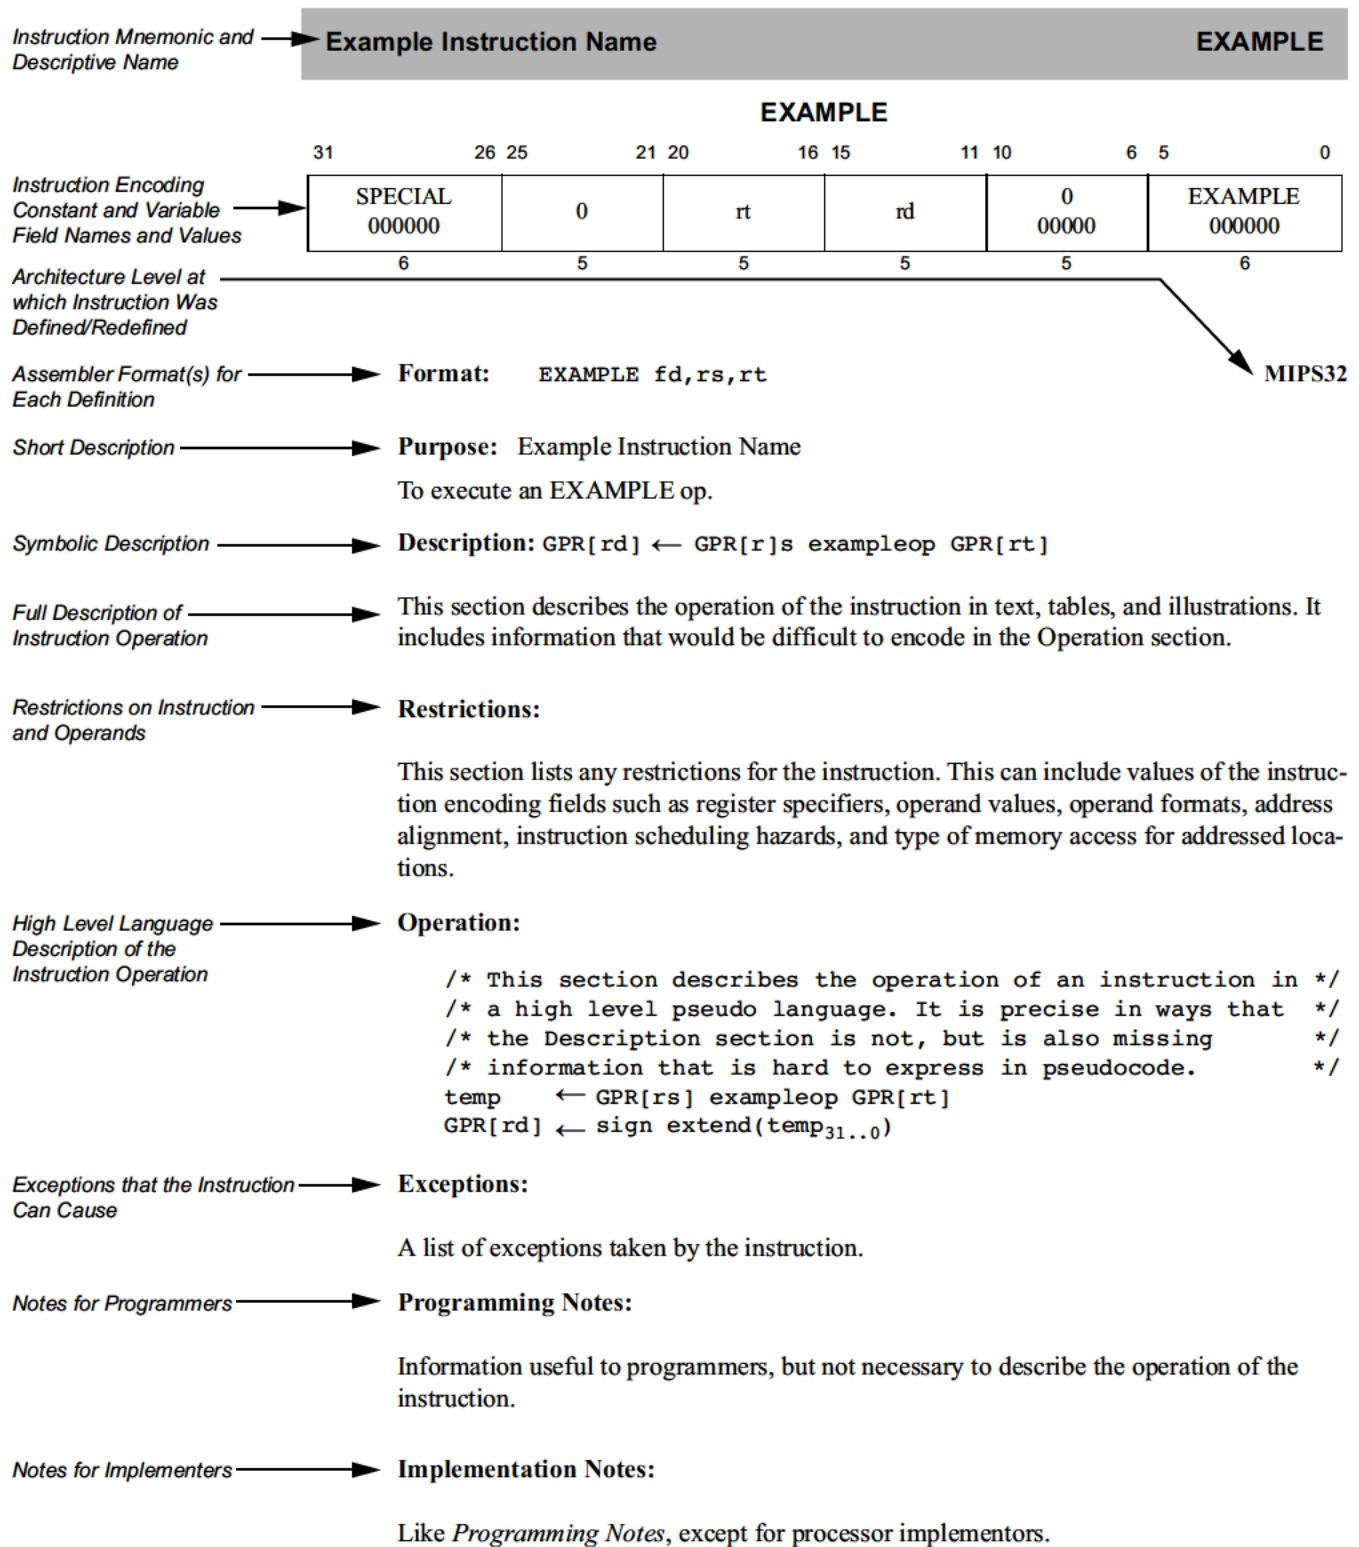 Instruction Mnemonic and
Descriptive Name
Example Instruction Name EXAMPLE
EXAMPLE
31 26 25 21 20 16 15 11 10 6 5 0
Instruction Encoding
Constant and Variable
Field Names and Values
SPECIAL
000000
0
rt
rd
0
00000
EXAMPLE
000000
6 5 5 5 5 6
Architecture Level at
which Instruction Was
Defined/Redefined
Assembler Format(s) for
Each Definition
Format: EXAMPLE fd,rs,rt MIPS32
Short Description
Purpose: Example Instruction Name
To execute an EXAMPLE op.
Symbolic Description
Description: GPR[rd] ← GPR[r]s exampleop GPR[rt]
Full Description of
Instruction Operation
This section describes the operation of the instruction in text, tables, and illustrations. It
includes information that would be difficult to encode in the Operation section.
Restrictions on Instruction
and Operands
Restrictions:
This section lists any restrictions for the instruction. This can include values of the instruc-
tion encoding fields such as register specifiers, operand values, operand formats, address
alignment, instruction scheduling hazards, and type of memory access for addressed loca-
tions.
High Level Language
Description of the
Instruction Operation
Operation:
/* This section describes the operation of an instruction in */
/* a high level pseudo language. It is precise in ways that */
/* the Description section is not, but is also missing */
/* information that is hard to express in pseudocode. */
temp ← GPR[rs] exampleop GPR[rt]
GPR[rd] ← sign extend(temp31..0)
Exceptions that the Instruction
Can Cause
Exceptions:
A list of exceptions taken by the instruction.
Notes for Programmers
Programming Notes:
Information useful to programmers, but not necessary to describe the operation of the
instruction.
Notes for Implementers
Implementation Notes:
Like Programming Notes, except for processor implementors.